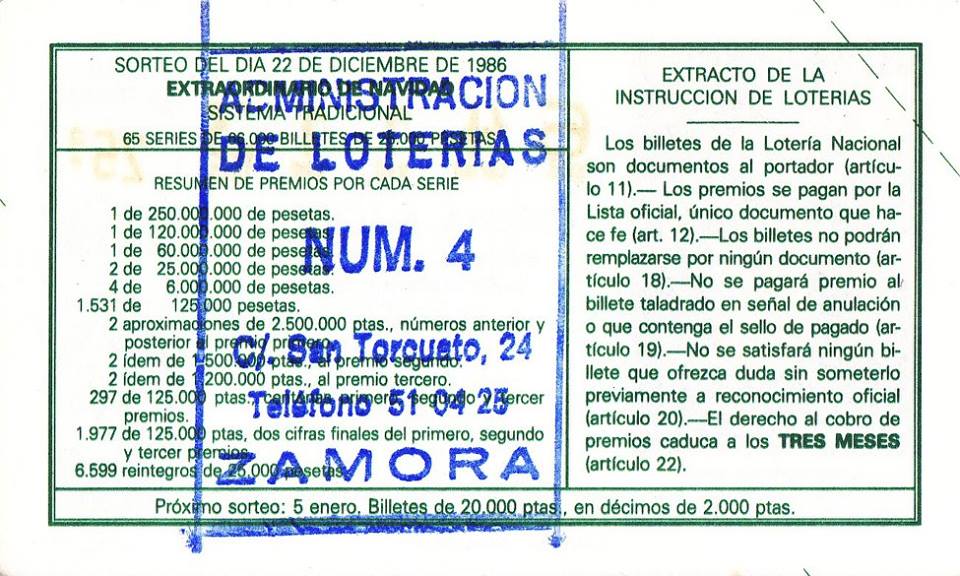 SORTEO DEL DIA 22 DE DICIEMBRE DE 1986
EXTRAORDINARIO DE NAVIDAD
SISTEMA TRADICIONAL
65 SERIES DE 66.000 BILLETES DE 25.000 PESETAS
RESUMEN DE PREMIOS POR CADA SERIE
1 de 250.000.000 de pesetas.
1 de 120.000.000 de pesetas.
1 de 60.000.000 de pesetas.
2 de 25.000.000 de pesetas.
4 de 6.000.000 de pesetas.
1.531 de 125.000 pesetas.
2 aproximaciones de 2.500.000 ptas., números anterior y
posterior al premio primero.
2 ídem de 1.500.000 ptas., al premio segundo.
2 ídem de 1.200.000 ptas., al premio tercero.
297 de 125.000 ptas., centenas primero, segundo y tercer
premios.
1.977 de 125.000 ptas, dos cifras finales del primero, segundo
y tercer premios.
6.599 reintegros de 25.000 pesetas.
ADMINISTRACION
DE LOTERIAS
NUM. 4
C/. San Torcuato, 24
Teléfono 51 04 25
ZAMORA
EXTRACTO DE LA
INSTRUCCION DE LOTERIAS
Los billetes de la Lotería Nacional
son documentos al portador (artícu-
lo 11).— Los premios se pagan por la
Lista oficial, único documento que ha-
ce fe (art. 12).—Los billetes no podrán
remplazarse por ningún documento (ar-
tículo 18).—No se pagará premio al
billete taladrado en señal de anulación
o que contenga el sello de pagado (ar-
tículo 19).—No se satisfará ningún bi-
llete que ofrezca duda sin someterlo
previamente a reconocimiento oficial
(artículo 20).—El derecho al cobro de
premios caduca a los TRES MESES
(artículo 22).
Próximo sorteo: 5 enero. Billetes de 20.000 ptas., en décimos de 2.000 ptas.